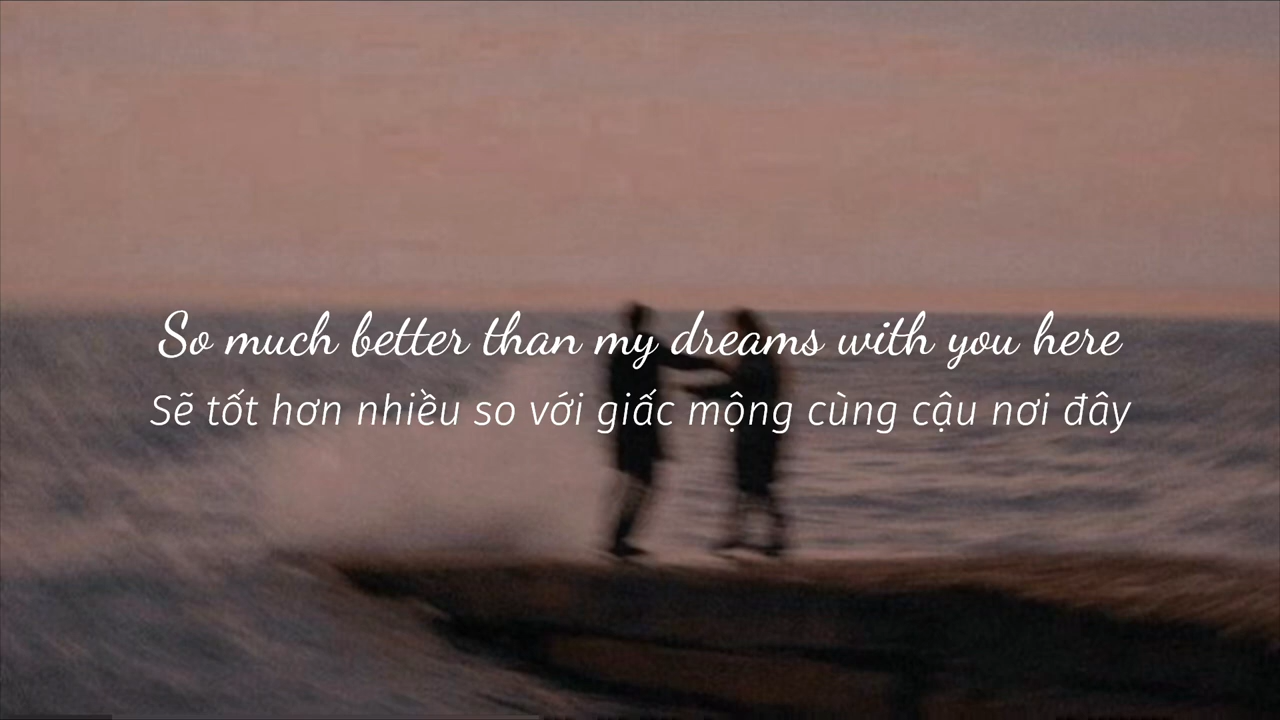 So much better than my dreams with you here
Sẽ tốt hơn nhiều so với giấc mộng cùng cậu nơi đây